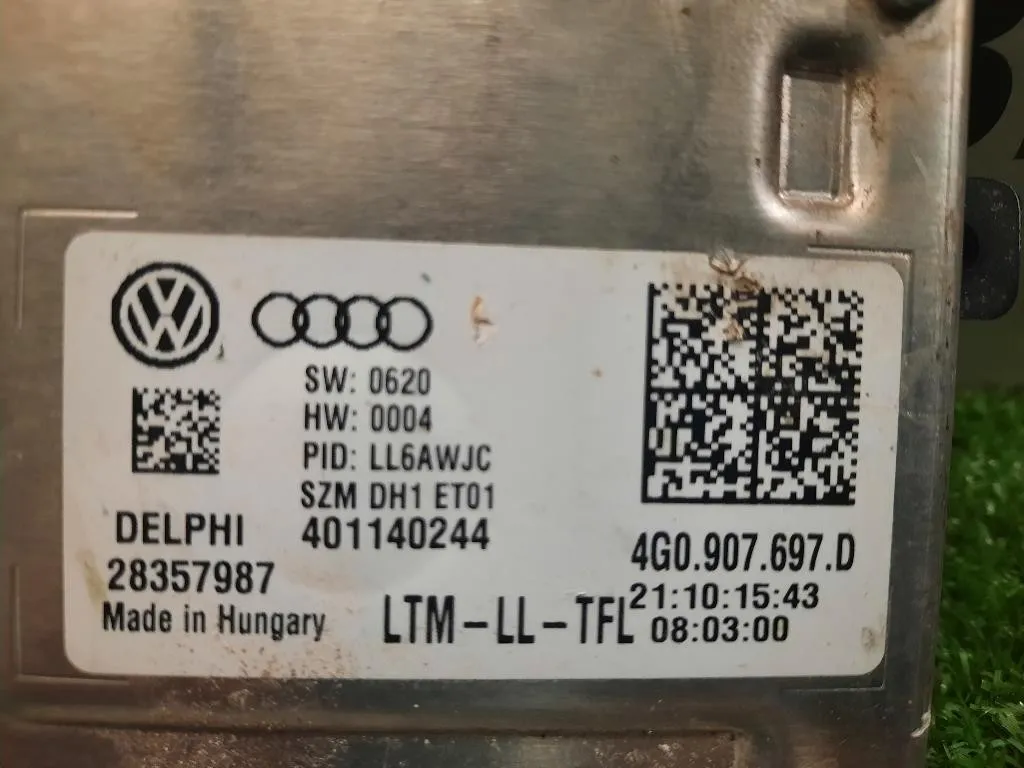 SW: 0620
HW: 0004
PID: LL6AWJC
SZM DH1 ET01
401140244
DELPHI
28357987
Made in Hungary
LTM-LL-TFL
4G0.907.697.D
21:10:15:43
08:03:00